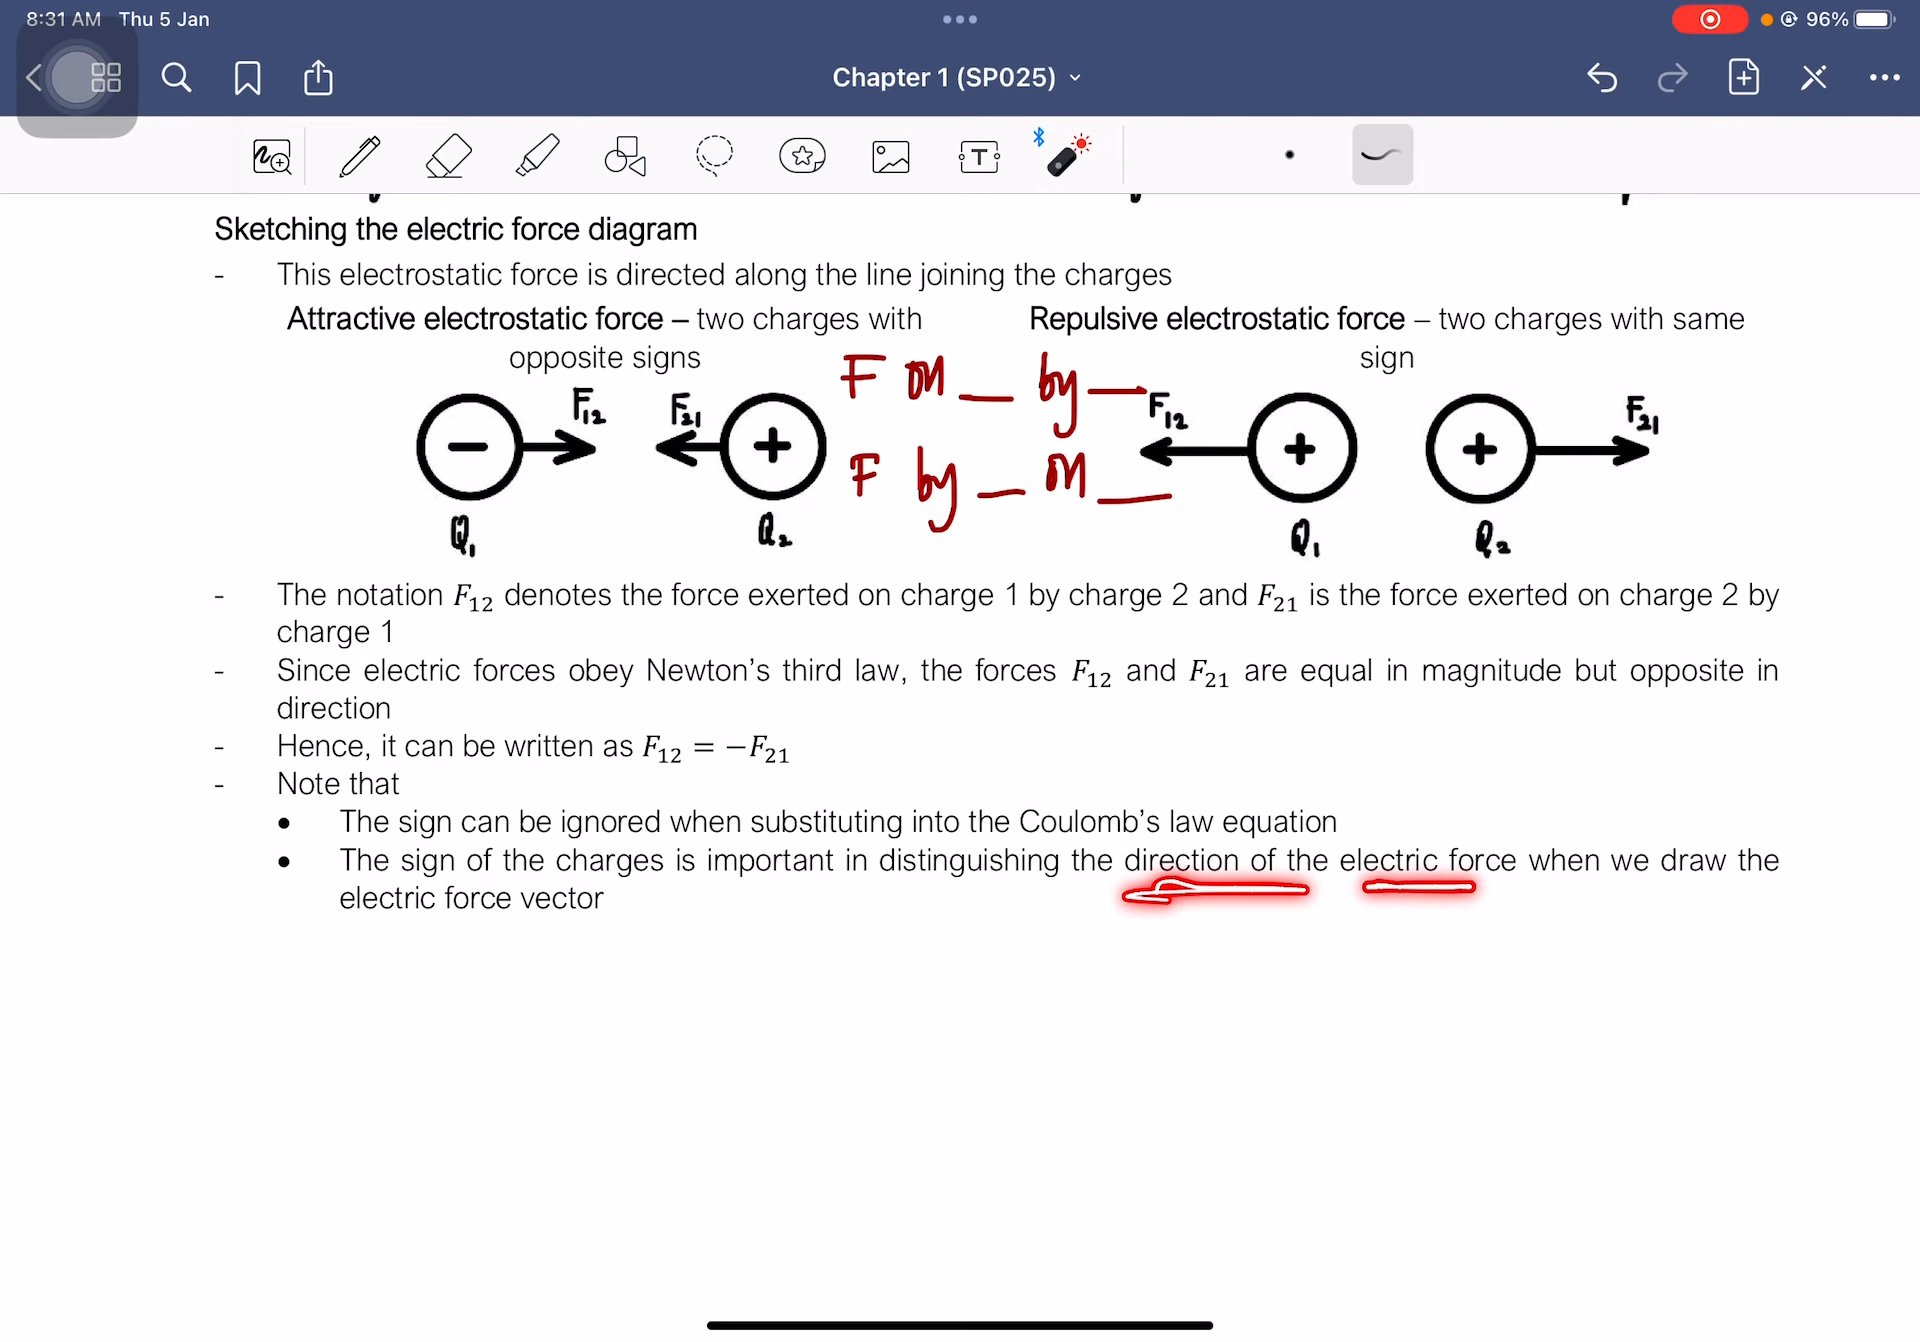 8:31 AM Thu 5 Jan
96%
Chapter 1 (SP025)
T
Sketching the electric force diagram
- This electrostatic force is directed along the line joining the charges
Attractive electrostatic force – two charges with
opposite signs
Repulsive electrostatic force – two charges with same
sign
F on __ by __
F by __ on __
F₁₂ F₂₁
− +
Q₁ Q₂
F₁₂ F₂₁
+ +
Q₁ Q₂
- The notation F₁₂ denotes the force exerted on charge 1 by charge 2 and F₂₁ is the force exerted on charge 2 by
charge 1
- Since electric forces obey Newton's third law, the forces F₁₂ and F₂₁ are equal in magnitude but opposite in
direction
- Hence, it can be written as F₁₂ = −F₂₁
- Note that
• The sign can be ignored when substituting into the Coulomb's law equation
• The sign of the charges is important in distinguishing the direction of the electric force when we draw the
electric force vector